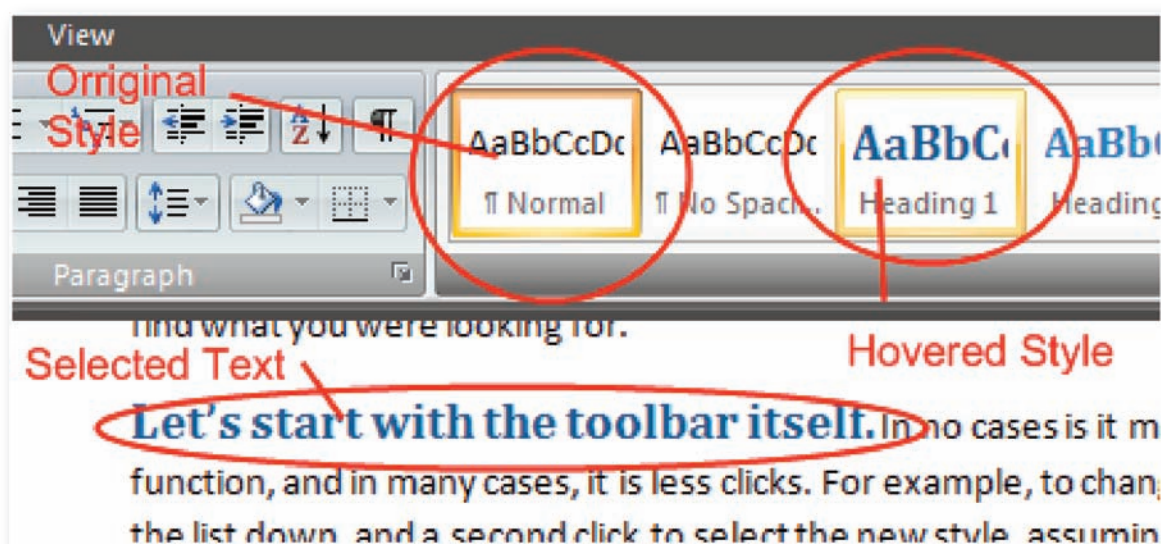 View
Orriginal
Style
AaBbCcDc AaBbCcDc AaBbC AaBb
¶ Normal ¶ No Spaci... Heading 1 Heading
Paragraph
find what you were looking for.
Selected Text
Hovered Style
Let's start with the toolbar itself. In no cases is it m
function, and in many cases, it is less clicks. For example, to chan
the list down, and a second click to select the new style, assumin